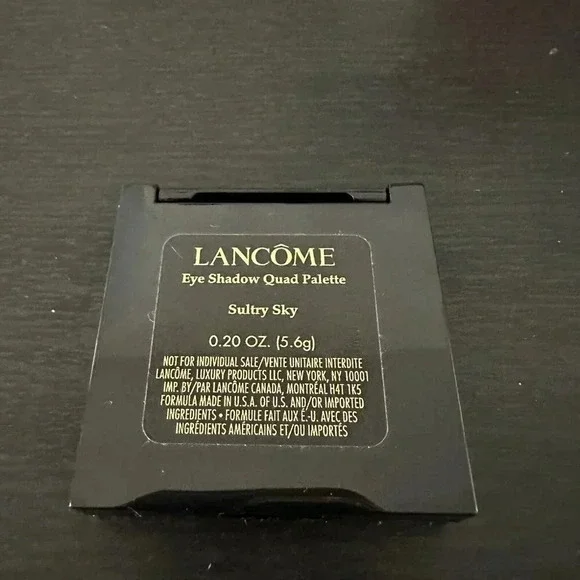 LANCÔME
Eye Shadow Quad Palette
Sultry Sky
0.20 OZ. (5.6g)
NOT FOR INDIVIDUAL SALE/VENTE UNITAIRE INTERDITE
LANCÔME, LUXURY PRODUCTS LLC, NEW YORK, NY 10001
IMP. BY/PAR LANCÔME CANADA, MONTRÉAL H4T 1K5
FORMULA MADE IN U.S.A. OF U.S. AND/OR IMPORTED
INGREDIENTS • FORMULE FAIT AUX É.-U. AVEC DES
INGRÉDIENTS AMÉRICAINS ET/OU IMPORTÉS